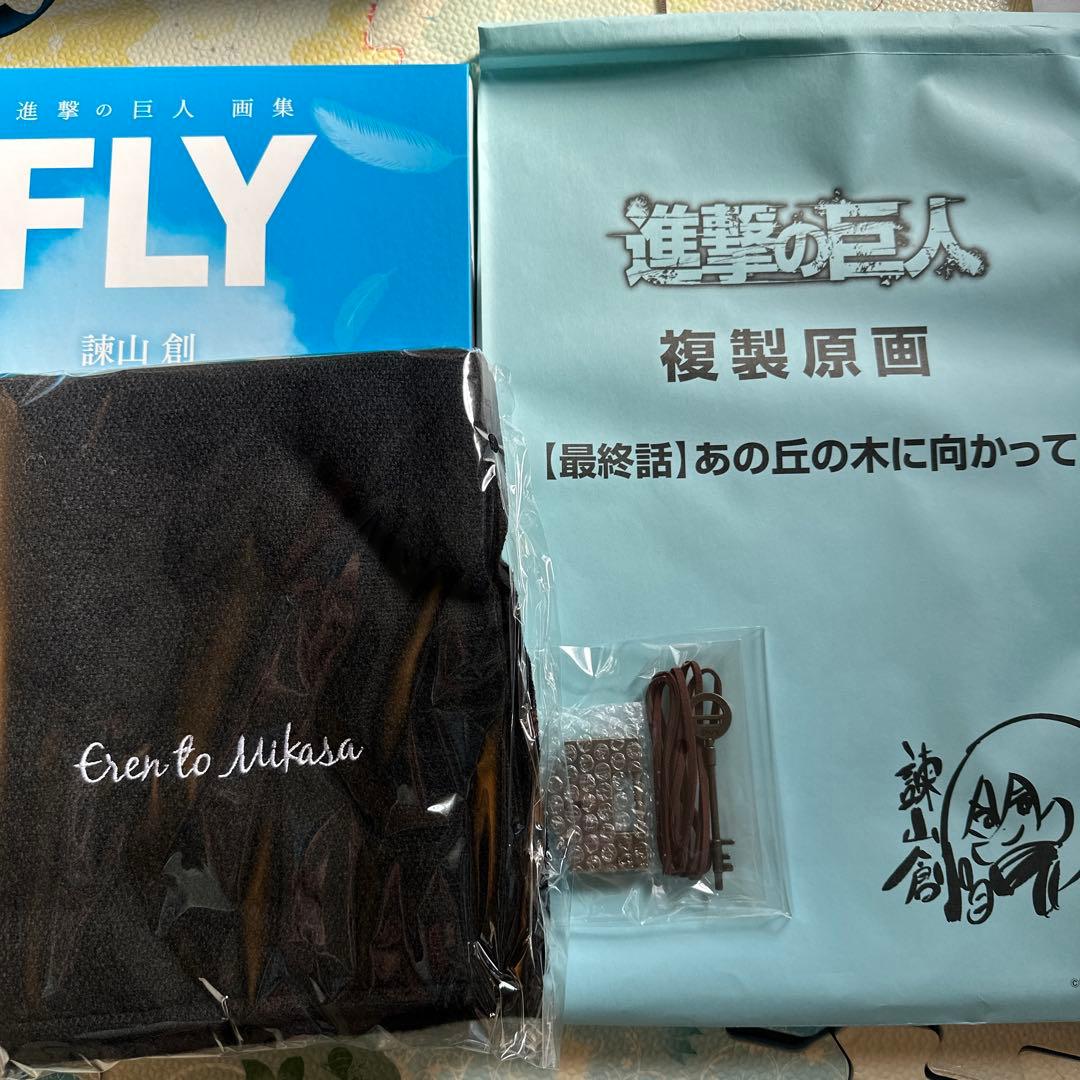 進撃の巨人 画集
FLY
諫山 創
Eren to Mikasa
進撃の巨人
複製原画
【最終話】あの丘の木に向かって
諫山創
©